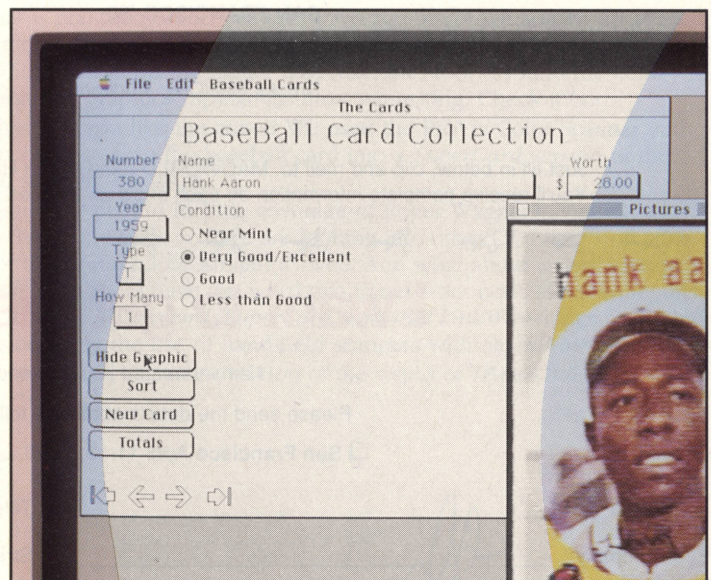 File Edit Baseball Cards
The Cards
BaseBall Card Collection
Number Name Worth
380 Hank Aaron $ 28.00
Year Condition
1959
Near Mint
Type
Very Good/Excellent
T
Good
How Many
Less than Good
1
Pictures
hank aa
Hide Graphic
Sort
New Card
Totals